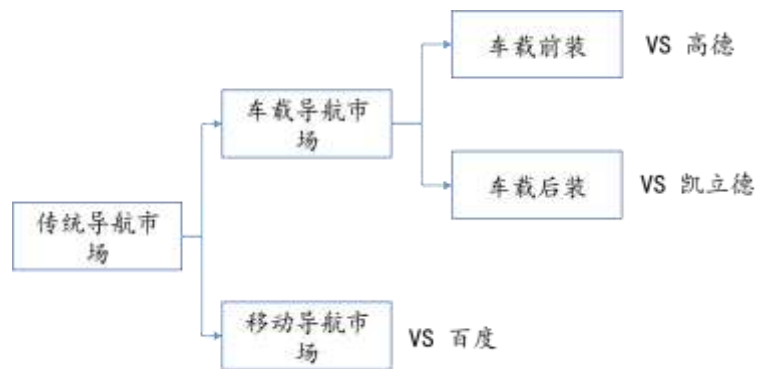 车载前装 VS 高德
车载导航市
场
车载后装 VS 凯立德
传统导航市
场
移动导航市
场
VS 百度